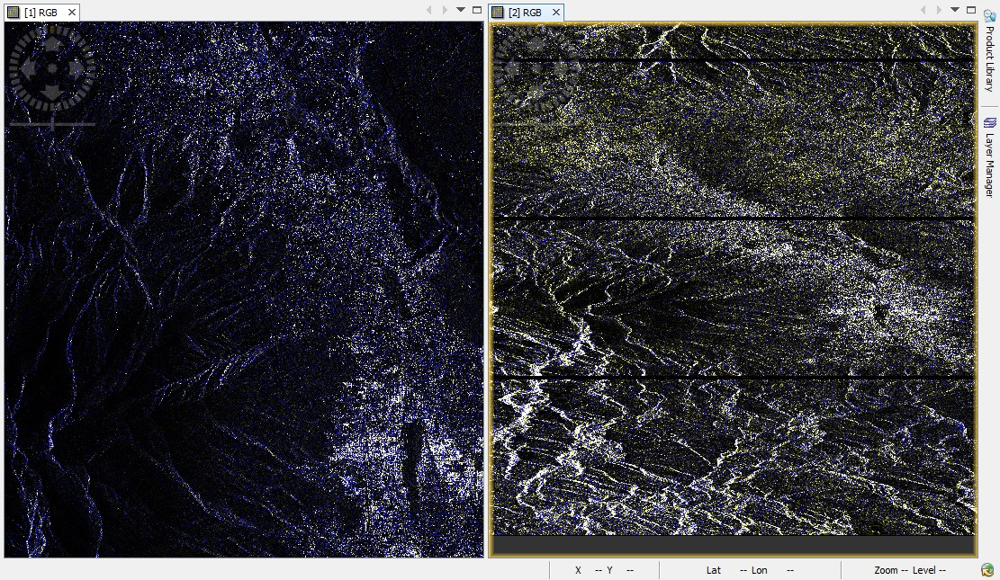 [1] RGB
[2] RGB
Product Library
Layer Manager
X -- Y -- Lat -- Lon -- Zoom -- Level --